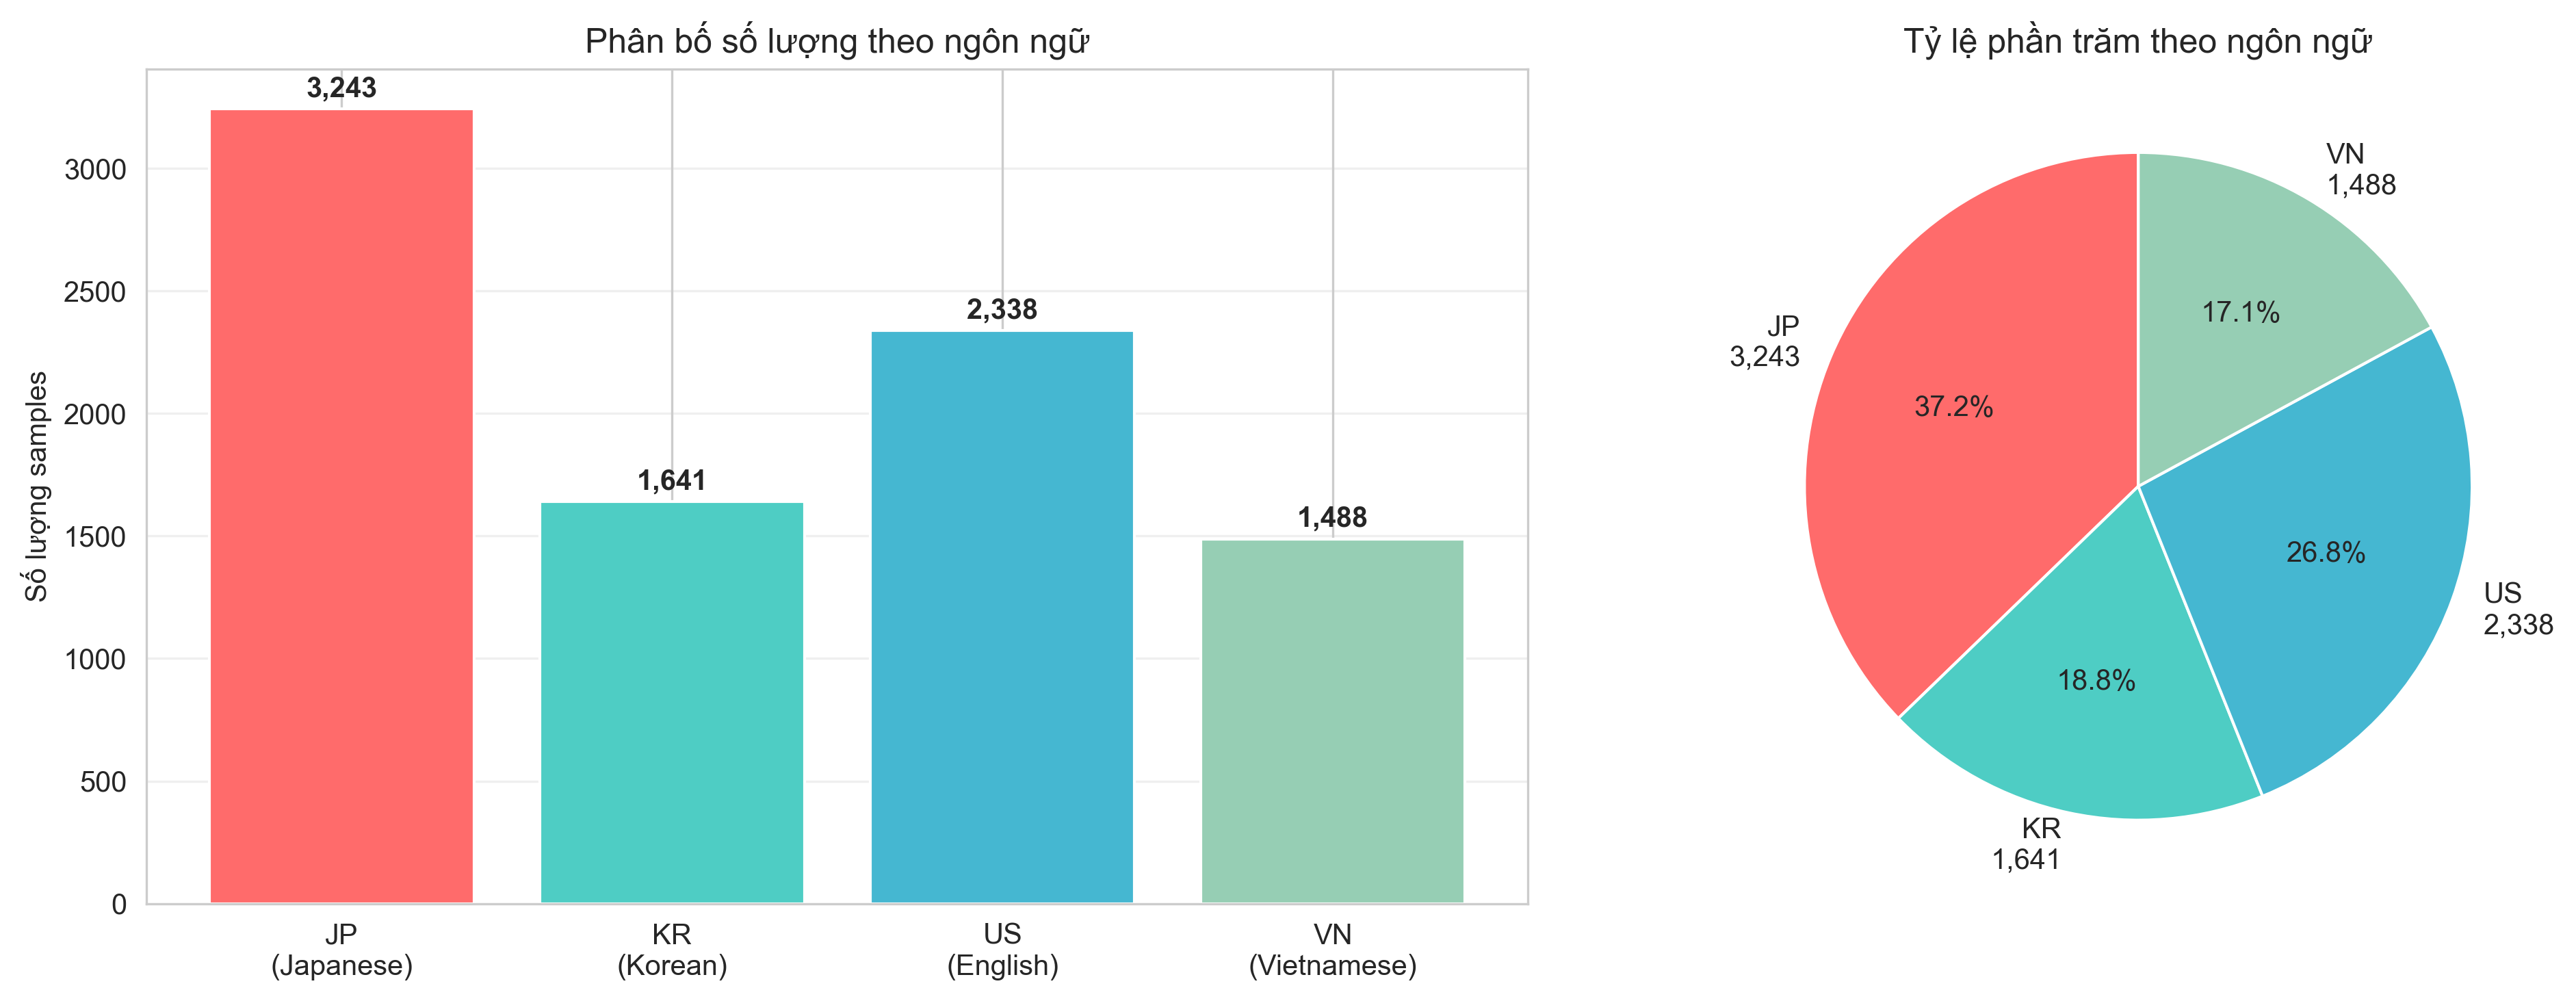 Phân bố số lượng theo ngôn ngữ
3,243
1,641
2,338
1,488
Số lượng samples
3000
2500
2000
1500
1000
500
0
JP
(Japanese)
KR
(Korean)
US
(English)
VN
(Vietnamese)
Tỷ lệ phần trăm theo ngôn ngữ
VN
1,488
17.1%
JP
3,243
37.2%
26.8%
US
2,338
18.8%
KR
1,641